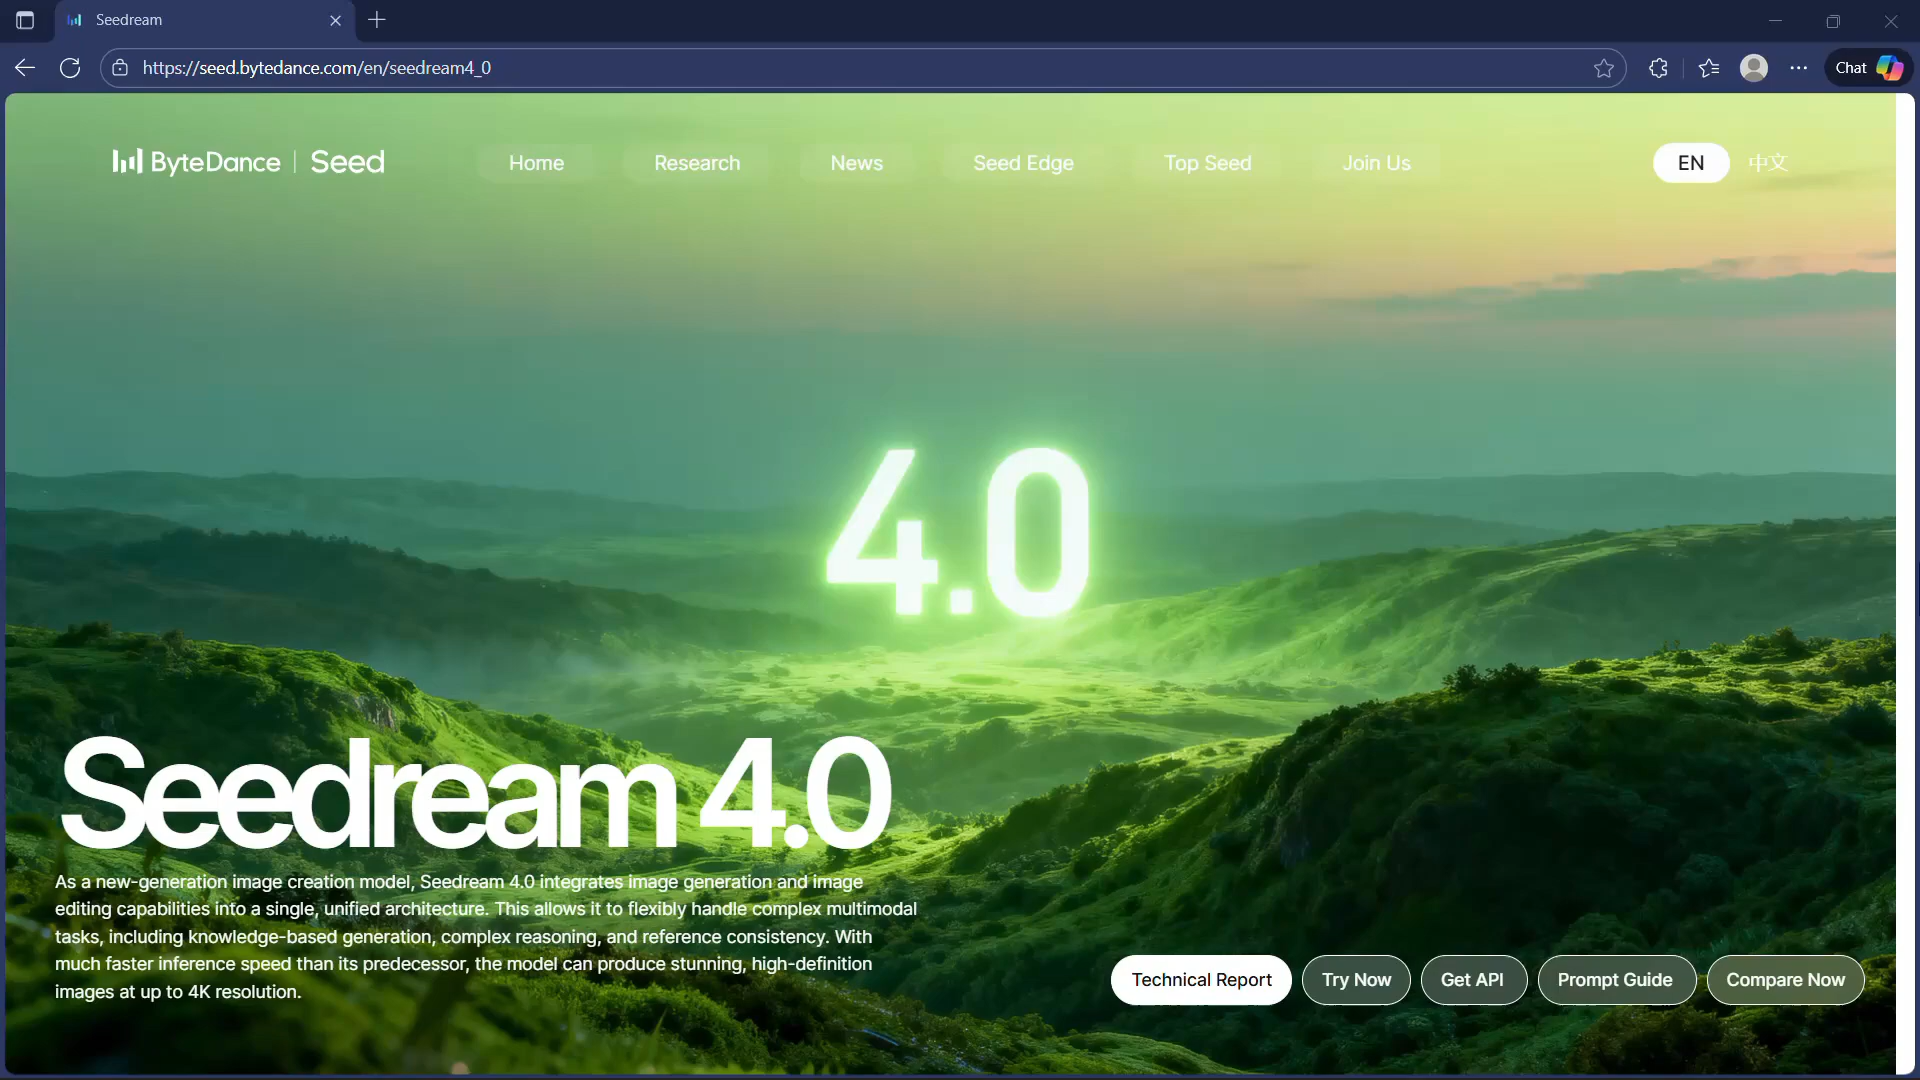 Seedream
https://seed.bytedance.com/en/seedream4_0
Chat
ByteDance | Seed
Home
Research
News
Seed Edge
Top Seed
Join Us
EN
中文
4.0
Seedream 4.0
As a new-generation image creation model, Seedream 4.0 integrates image generation and image
editing capabilities into a single, unified architecture. This allows it to flexibly handle complex multimodal
tasks, including knowledge-based generation, complex reasoning, and reference consistency. With
much faster inference speed than its predecessor, the model can produce stunning, high-definition
images at up to 4K resolution.
Technical Report
Try Now
Get API
Prompt Guide
Compare Now